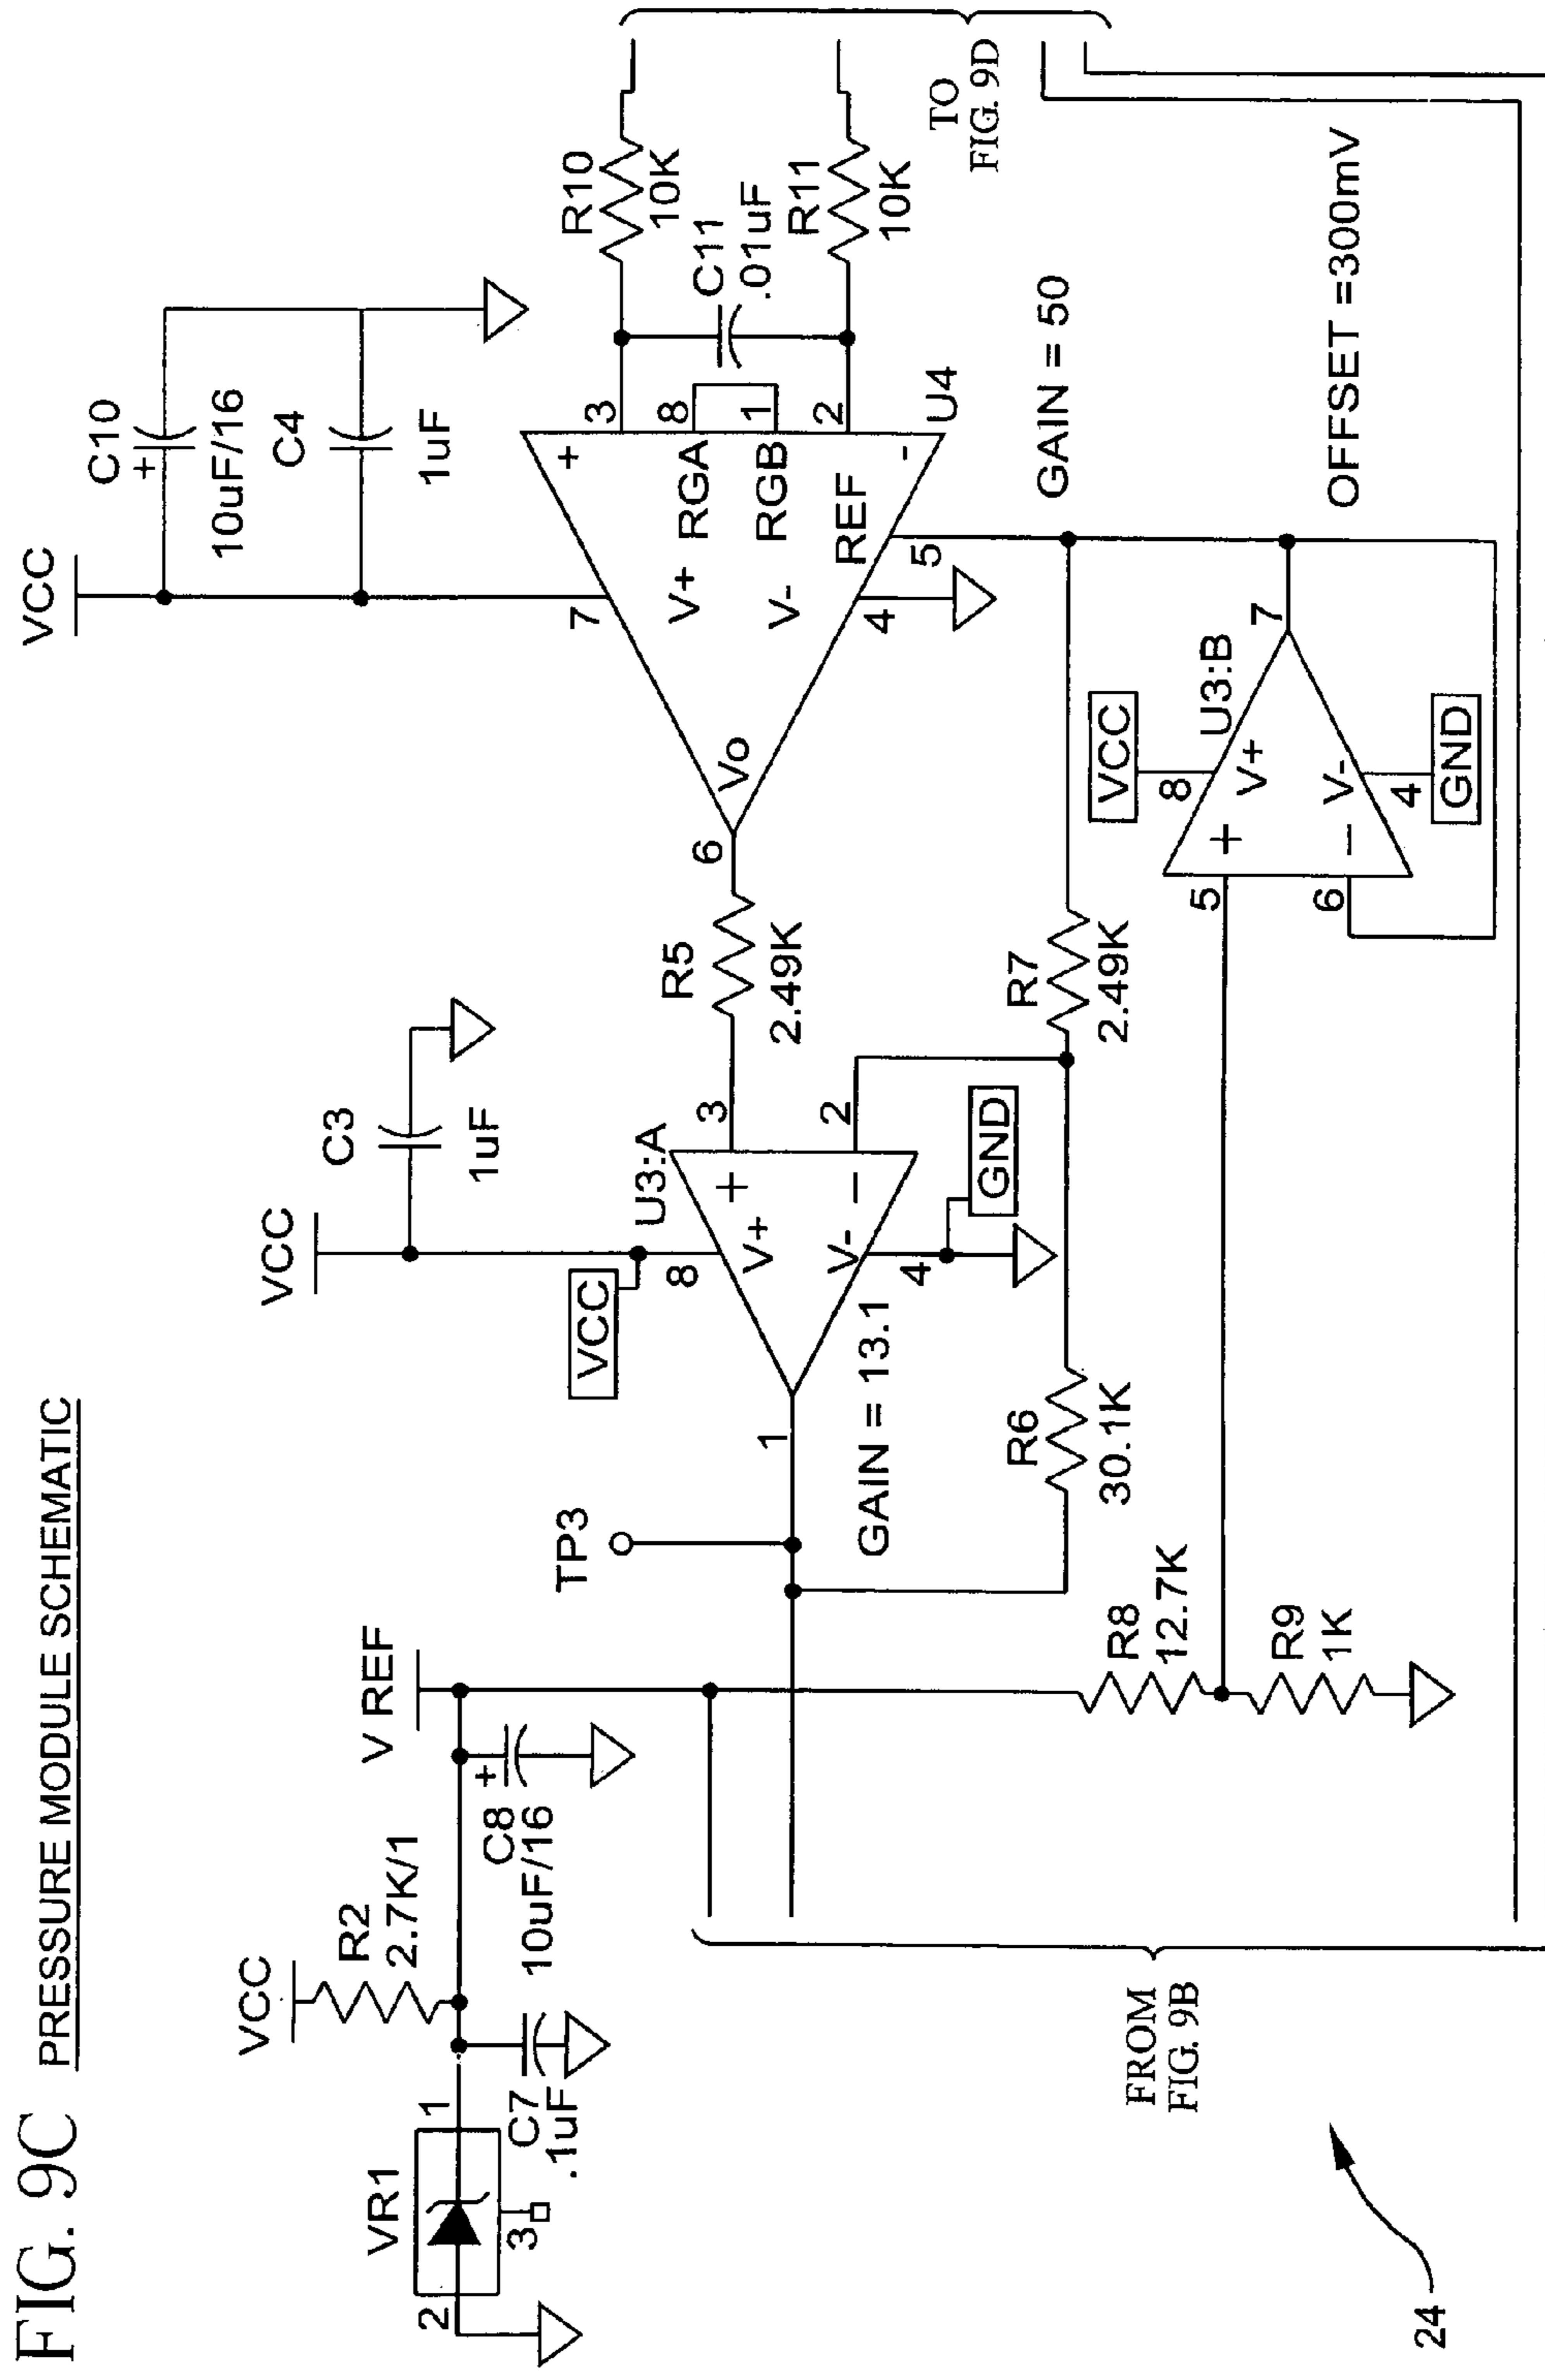 FIG. 9C PRESSURE MODULE SCHEMATIC
VCC
C10
+
10uF/16
C4
1uF
VCC
C3
1uF
V REF
VCC
R2
2.7K/1
C8
+
10uF/16
VR1
1
2
3
C7
.1uF
TP3
VCC
8
U3:A
V+
+
3
−
2
V-
4
GND
1
GAIN = 13.1
R5
2.49K
6
Vo
7
V+
+
3
RGA
8
RGB
1
V-
REF
-
2
4
5
U4
R10
10K
C11
.01uF
R11
10K
TO
FIG. 9D
GAIN = 50
R6
30.1K
R7
2.49K
R8
12.7K
R9
1K
VCC
8
U3:B
V+
+
5
−
6
V-
4
GND
7
OFFSET =300mV
FROM
FIG. 9B
24